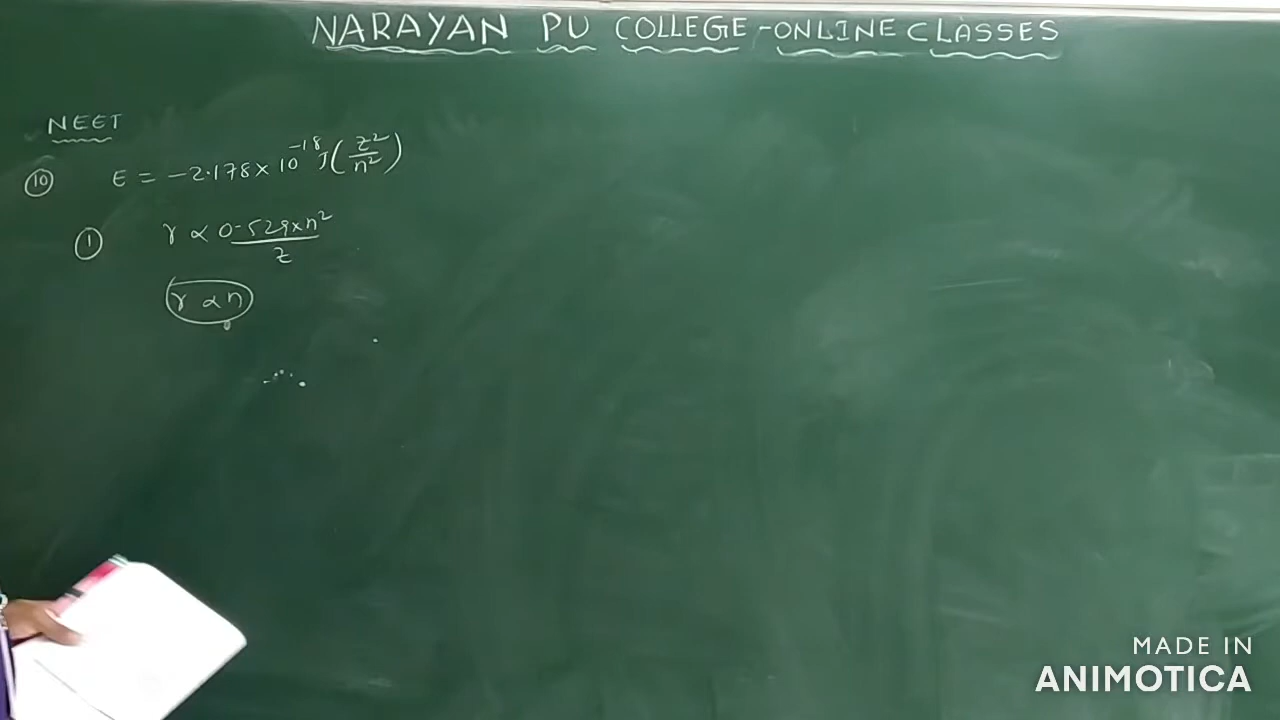 NARAYAN PU COLLEGE -ONLINE CLASSES
NEET
10 E = -2.178 × 10⁻¹⁸ J (z²/n²)
1 r ∝ 0.529×n²/z
r ∝ n
MADE IN
ANIMOTICA